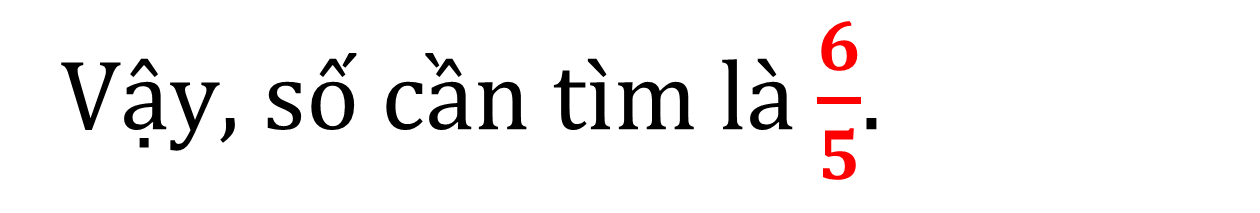 Vậy, số cần tìm là 6/5.